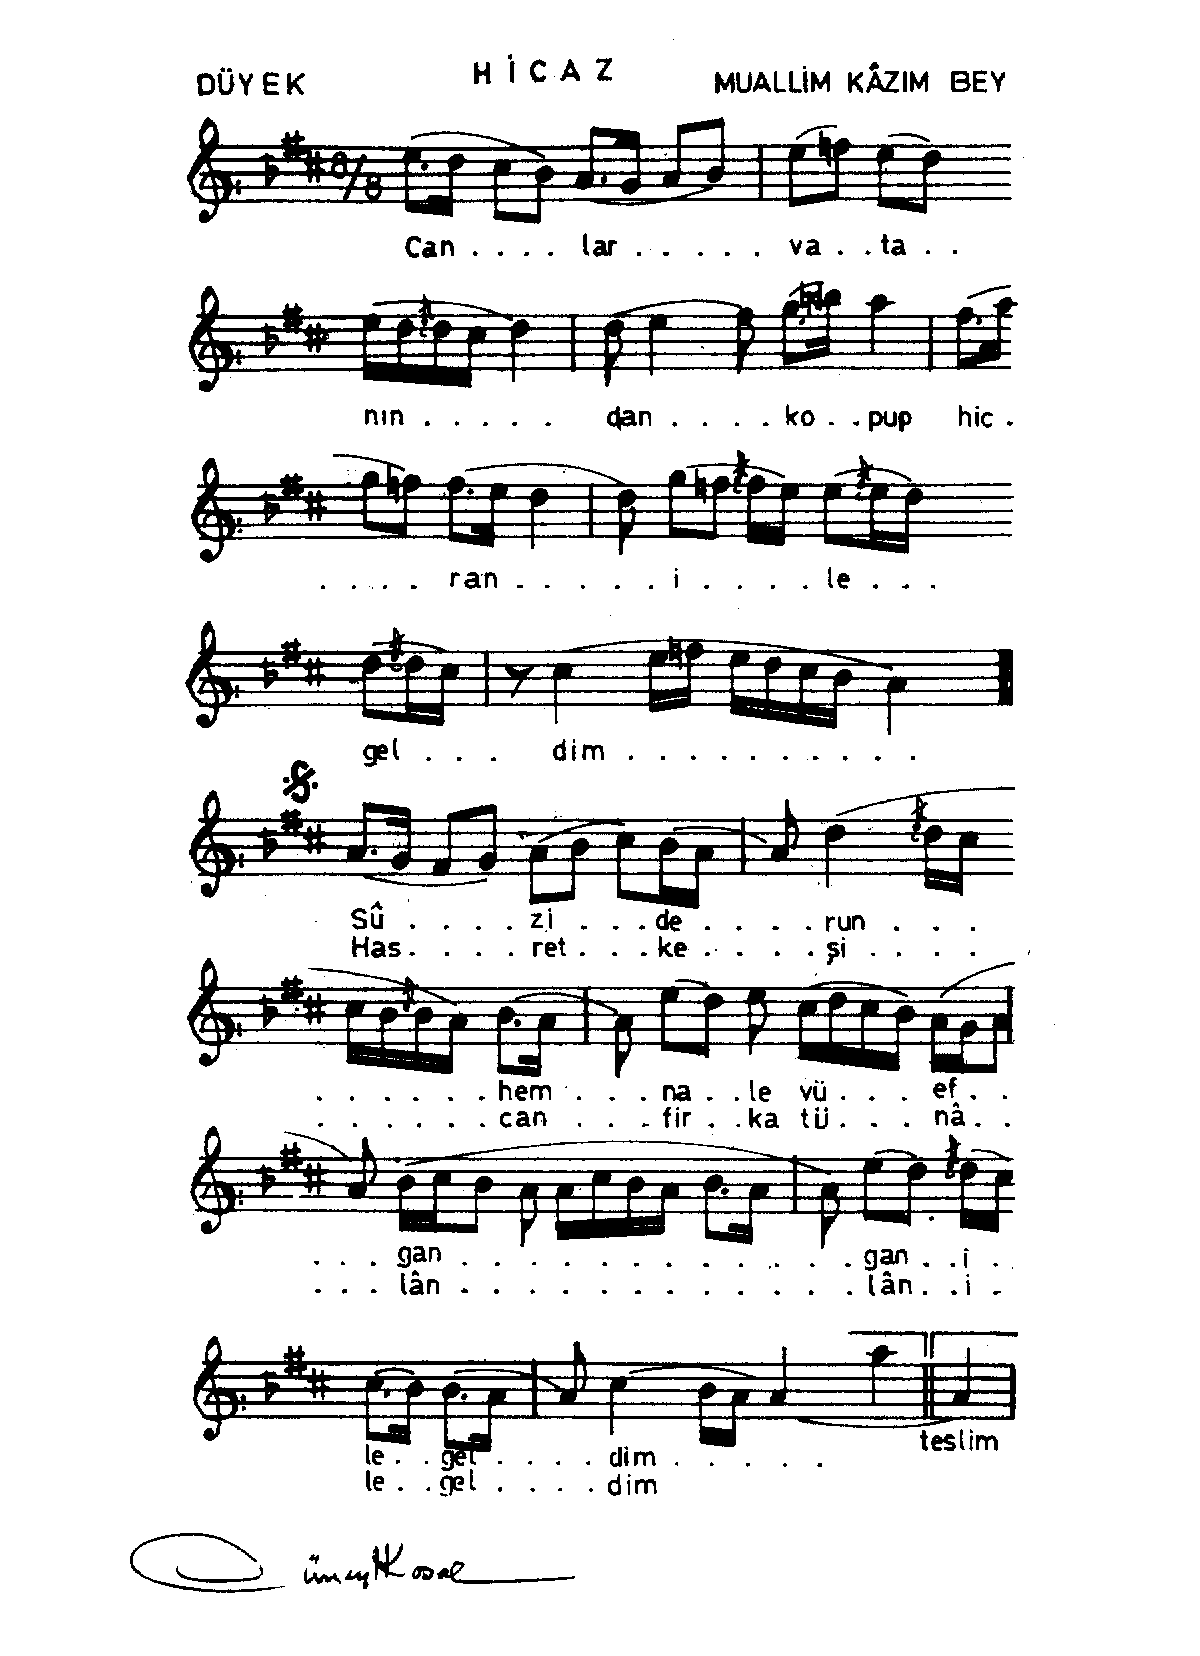 DÜYEK HİCAZ MUALLİM KÂZIM BEY
8/8
Can . . . . lar . . . . . va . . ta . .
nın . . . . . dan . . . . ko . . pup hic .
. . . . ran . . . . . i . . . . le . . .
gel . . . dim . . . . . . . . . .
Sû . . . . zi . . . de . . . . run . . .
Has . . . . ret . . . ke . . . . şi . . . .
. . . . . . hem . . . na . . le vü . . . ef . .
. . . . . . can . . . fir . . ka tü . . . nâ . .
. . . gan . . . . . . . . . . . . gan . . i . .
. . . lân . . . . . . . . . . . . lân . . i .
teslim
le . . gel . . . . dim . . . . .
le . . gel . . . . dim
Cüneyt Kosal